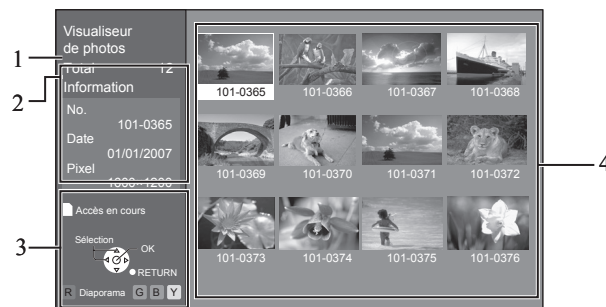 Visualiseur
de photos
1
Total 12
2
Information
No.
101-0365
Date
01/01/2007
Pixel
1600×1200
3
Accès en cours
Sélection
OK
RETURN
R Diaporama G B Y
101-0365 101-0366 101-0367 101-0368
101-0369 101-0370 101-0371 101-0372
101-0373 101-0374 101-0375 101-0376
4